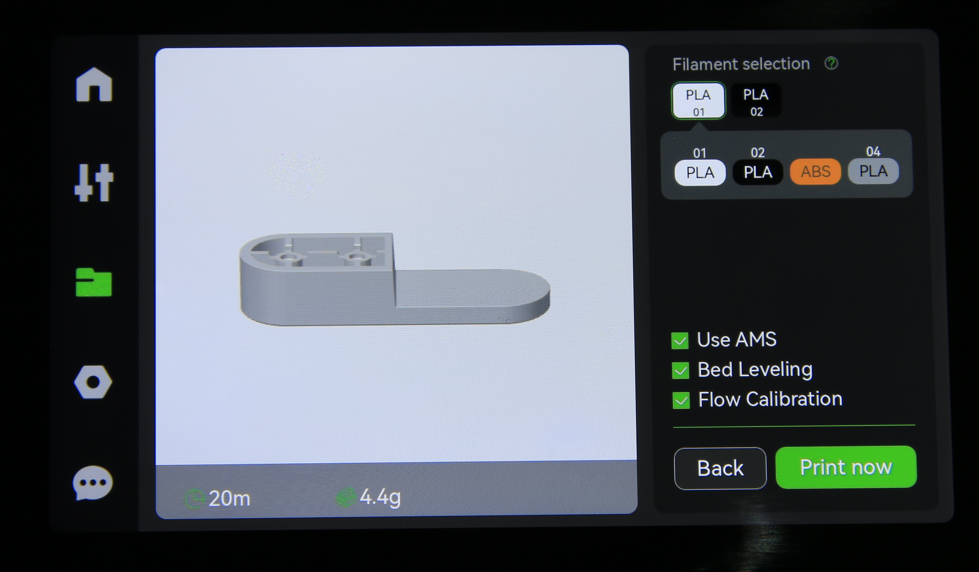 Filament selection ?
PLA PLA
01 02
01 02 04
PLA PLA ABS PLA
Use AMS
Bed Leveling
Flow Calibration
Back Print now
20m 4.4g